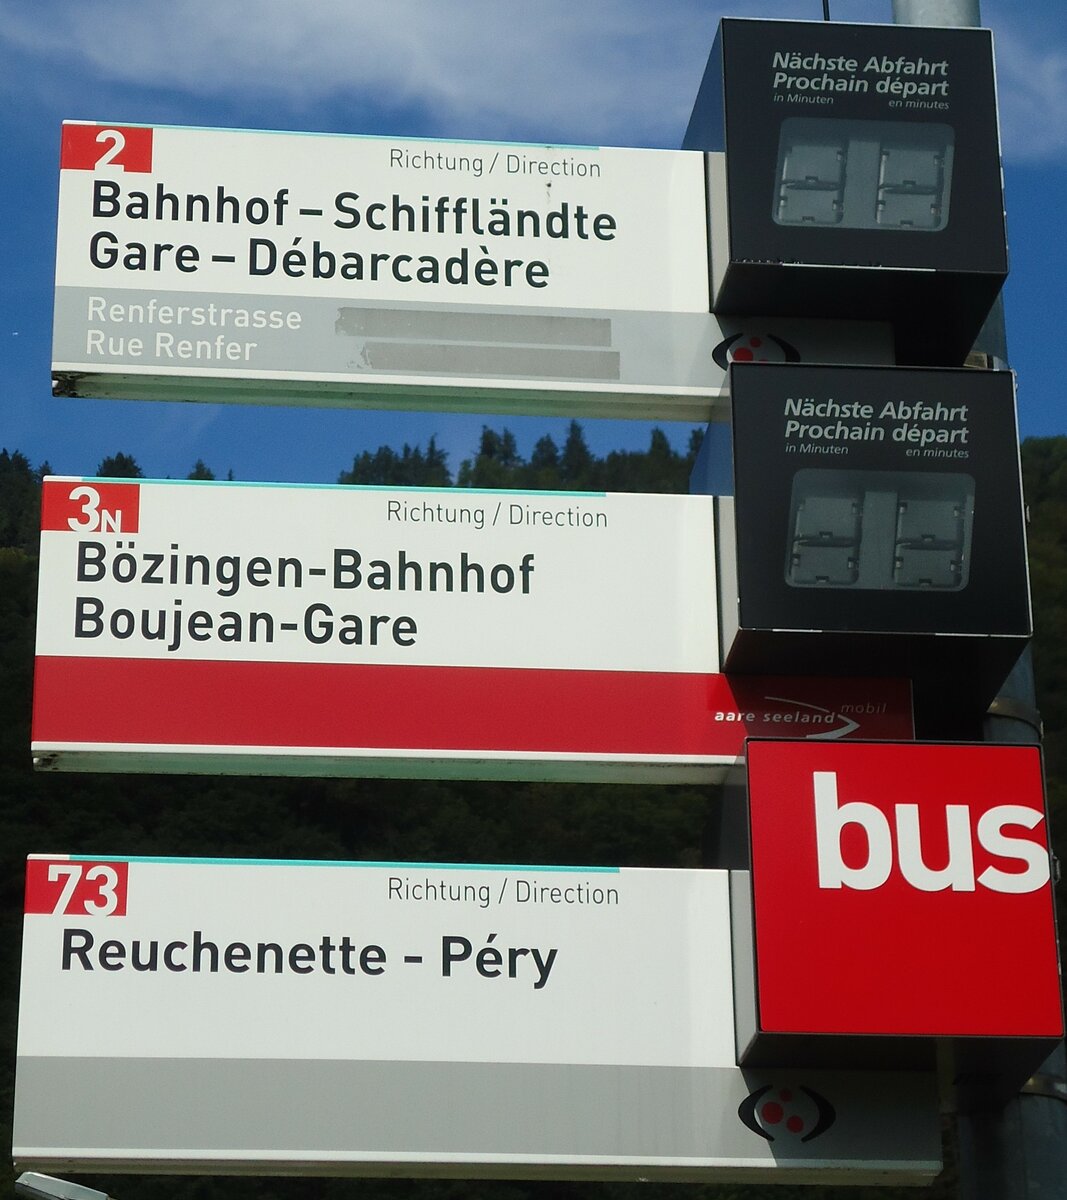 Nächste Abfahrt
Prochain départ
in Minuten en minutes
2
Richtung / Direction
Bahnhof – Schiffländte
Gare – Débarcadère
Renferstrasse
Rue Renfer
Nächste Abfahrt
Prochain départ
in Minuten en minutes
3N
Richtung / Direction
Bözingen-Bahnhof
Boujean-Gare
aare seeland mobil
bus
73
Richtung / Direction
Reuchenette - Péry